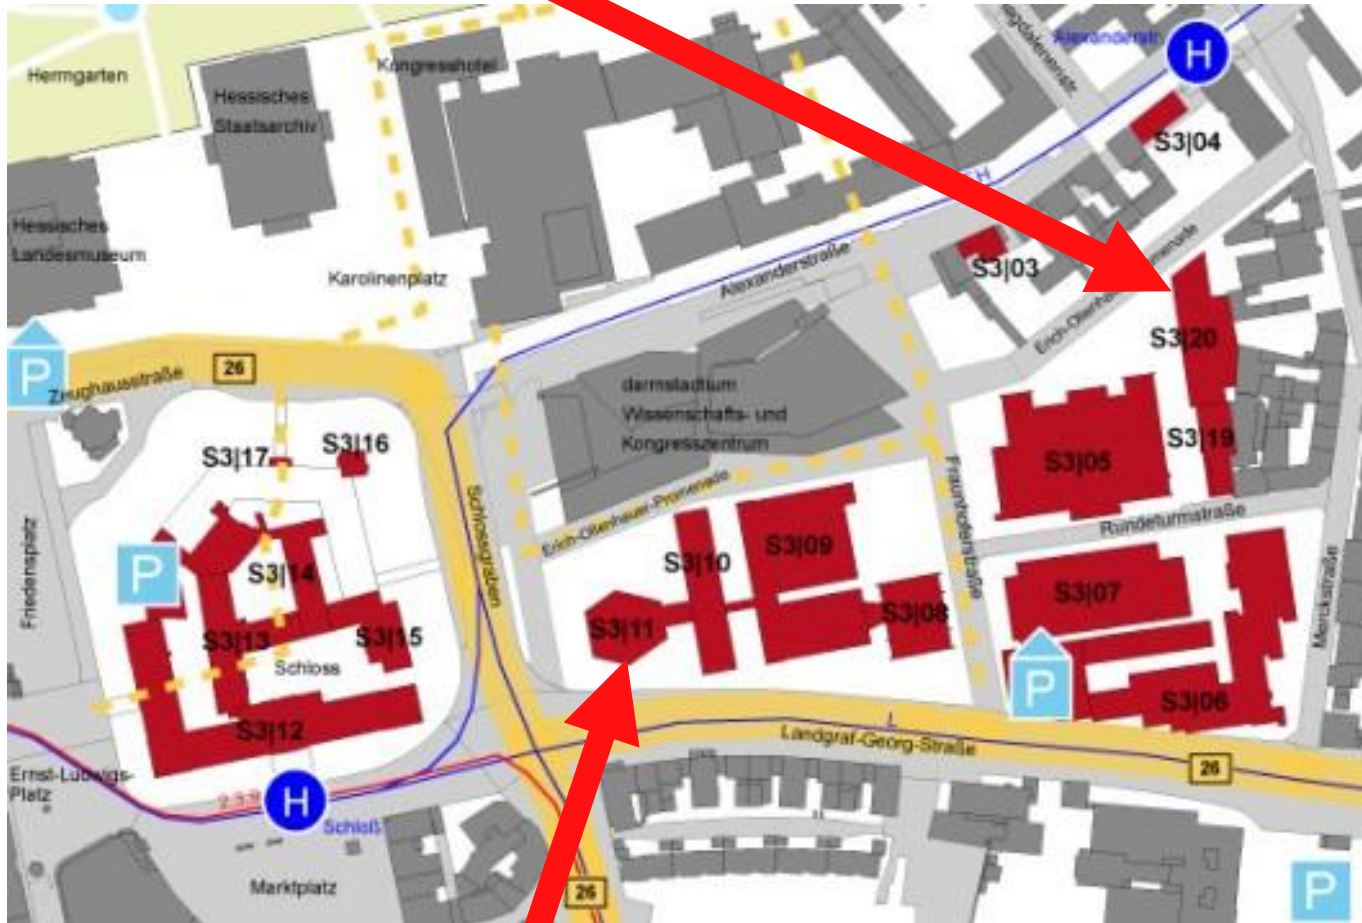 Herrngarten
Hessisches
Staatsarchiv
Kongresshotel
Alexanderstr.
H
S3|04
Hessisches
Landesmuseum
Karolinenplatz
H
S3|03
Alexanderstraße
P
Zeughausstraße
26
darmstadtium
Wissenschafts- und
Kongresszentrum
S3|20
S3|17
S3|16
S3|05
S3|19
Friedensplatz
Schlossgraben
Erich-Ollenhauer-Promenade
Fraunhoferstraße
Rundeturmstraße
P
S3|14
S3|10
S3|09
S3|07
Merckstraße
S3|13
S3|15
Schloss
S3|11
S3|08
P
S3|06
S3|12
L
Landgraf-Georg-Straße
26
Ernst-Ludwigs-
Platz
H
Schloß
Marktplatz
26
P